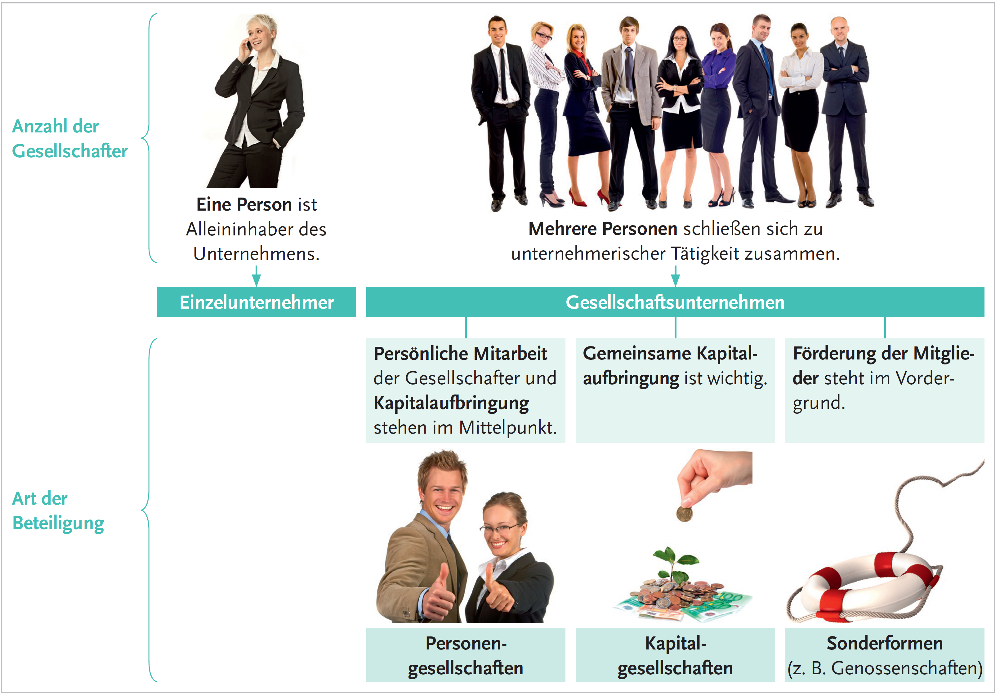 Anzahl der
Gesellschafter
Eine Person ist
Alleininhaber des
Unternehmens.
Mehrere Personen schließen sich zu
unternehmerischer Tätigkeit zusammen.
Einzelunternehmer
Gesellschaftsunternehmen
Art der
Beteiligung
Persönliche Mitarbeit
der Gesellschafter und
Kapitalaufbringung
stehen im Mittelpunkt.
Gemeinsame Kapital-
aufbringung ist wichtig.
Förderung der Mitglie-
der steht im Vorder-
grund.
100
100
Personen-
gesellschaften
Kapital-
gesellschaften
Sonderformen
(z. B. Genossenschaften)